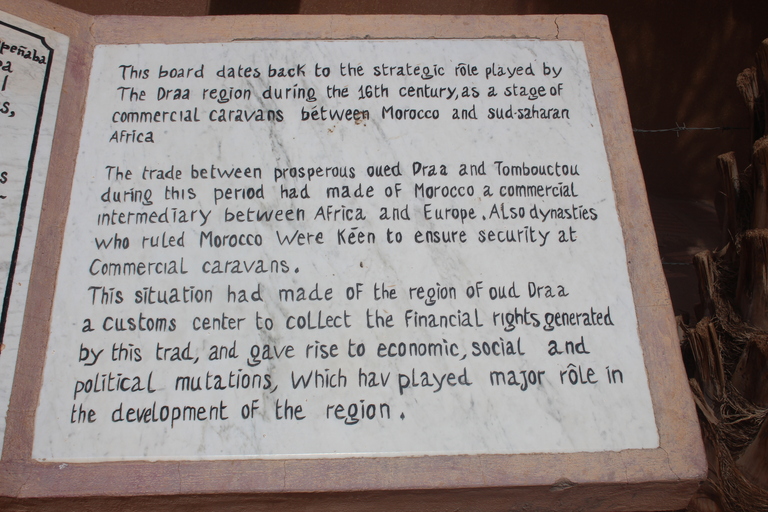 peñaba
This board dates back to the strategic rôle played by
The Draa region during the 16th century, as a stage of
commercial caravans between Morocco and sud-saharan
Africa
The trade between prosperous oued Draa and Tombouctou
during this period had made of Morocco a commercial
intermediary between Africa and Europe. Also dynasties
who ruled Morocco were Kéen to ensure security at
Commercial caravans.
This situation had made of the region of oud Draa
a customs center to collect the financial rights generated
by this trad, and gave rise to economic, social and
political mutations, which hav played major rôle in
the development of the region.